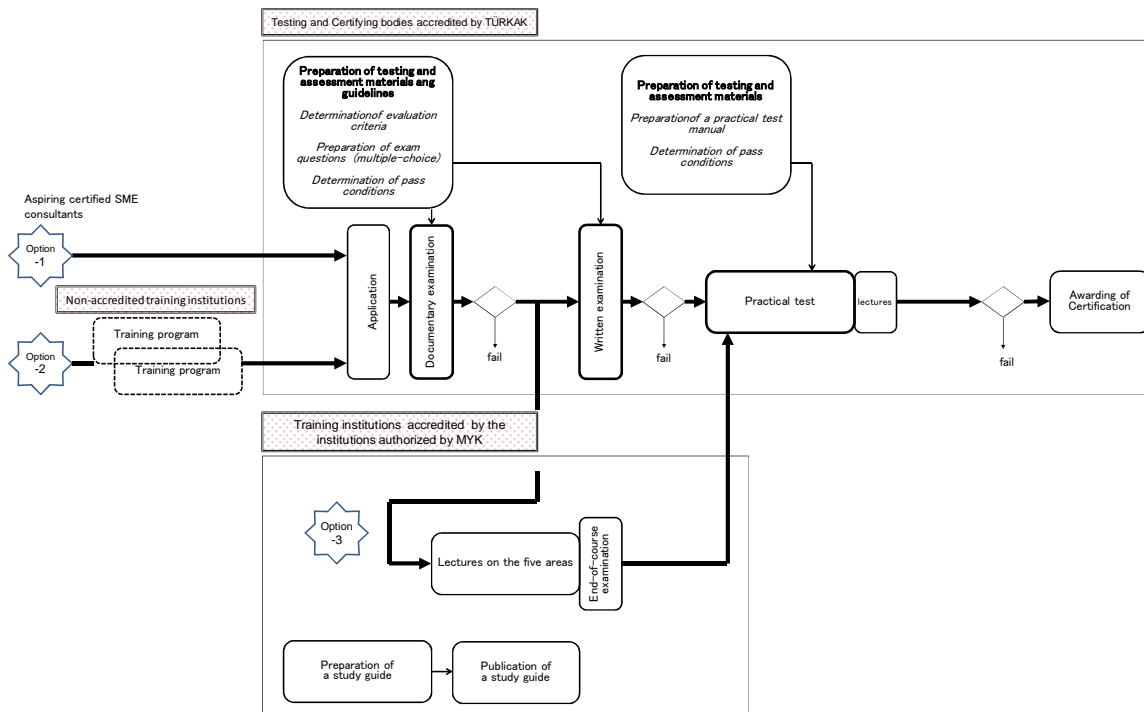 Testing and Certifying bodies accredited by TÜRKAK
Preparation of testing and
assessment materials ang
guidelines
Determinationof evaluation
criteria
Preparation of exam
questions (multiple-choice)
Determination of pass
conditions
Preparation of testing and
assessment materials
Preparationof a practical test
manual
Determination of pass
conditions
Aspiring certified SME
consultants
Option
-1
Non-accredited training institutions
Training program
Training program
Option
-2
Application
Documentary examination
fail
Written examination
fail
Practical test
lectures
fail
Awarding of
Certification
Training institutions accredited by the
institutions authorized by MYK
Option
-3
Lectures on the five areas
End-of-course
examination
Preparation of
a study guide
Publication of
a study guide